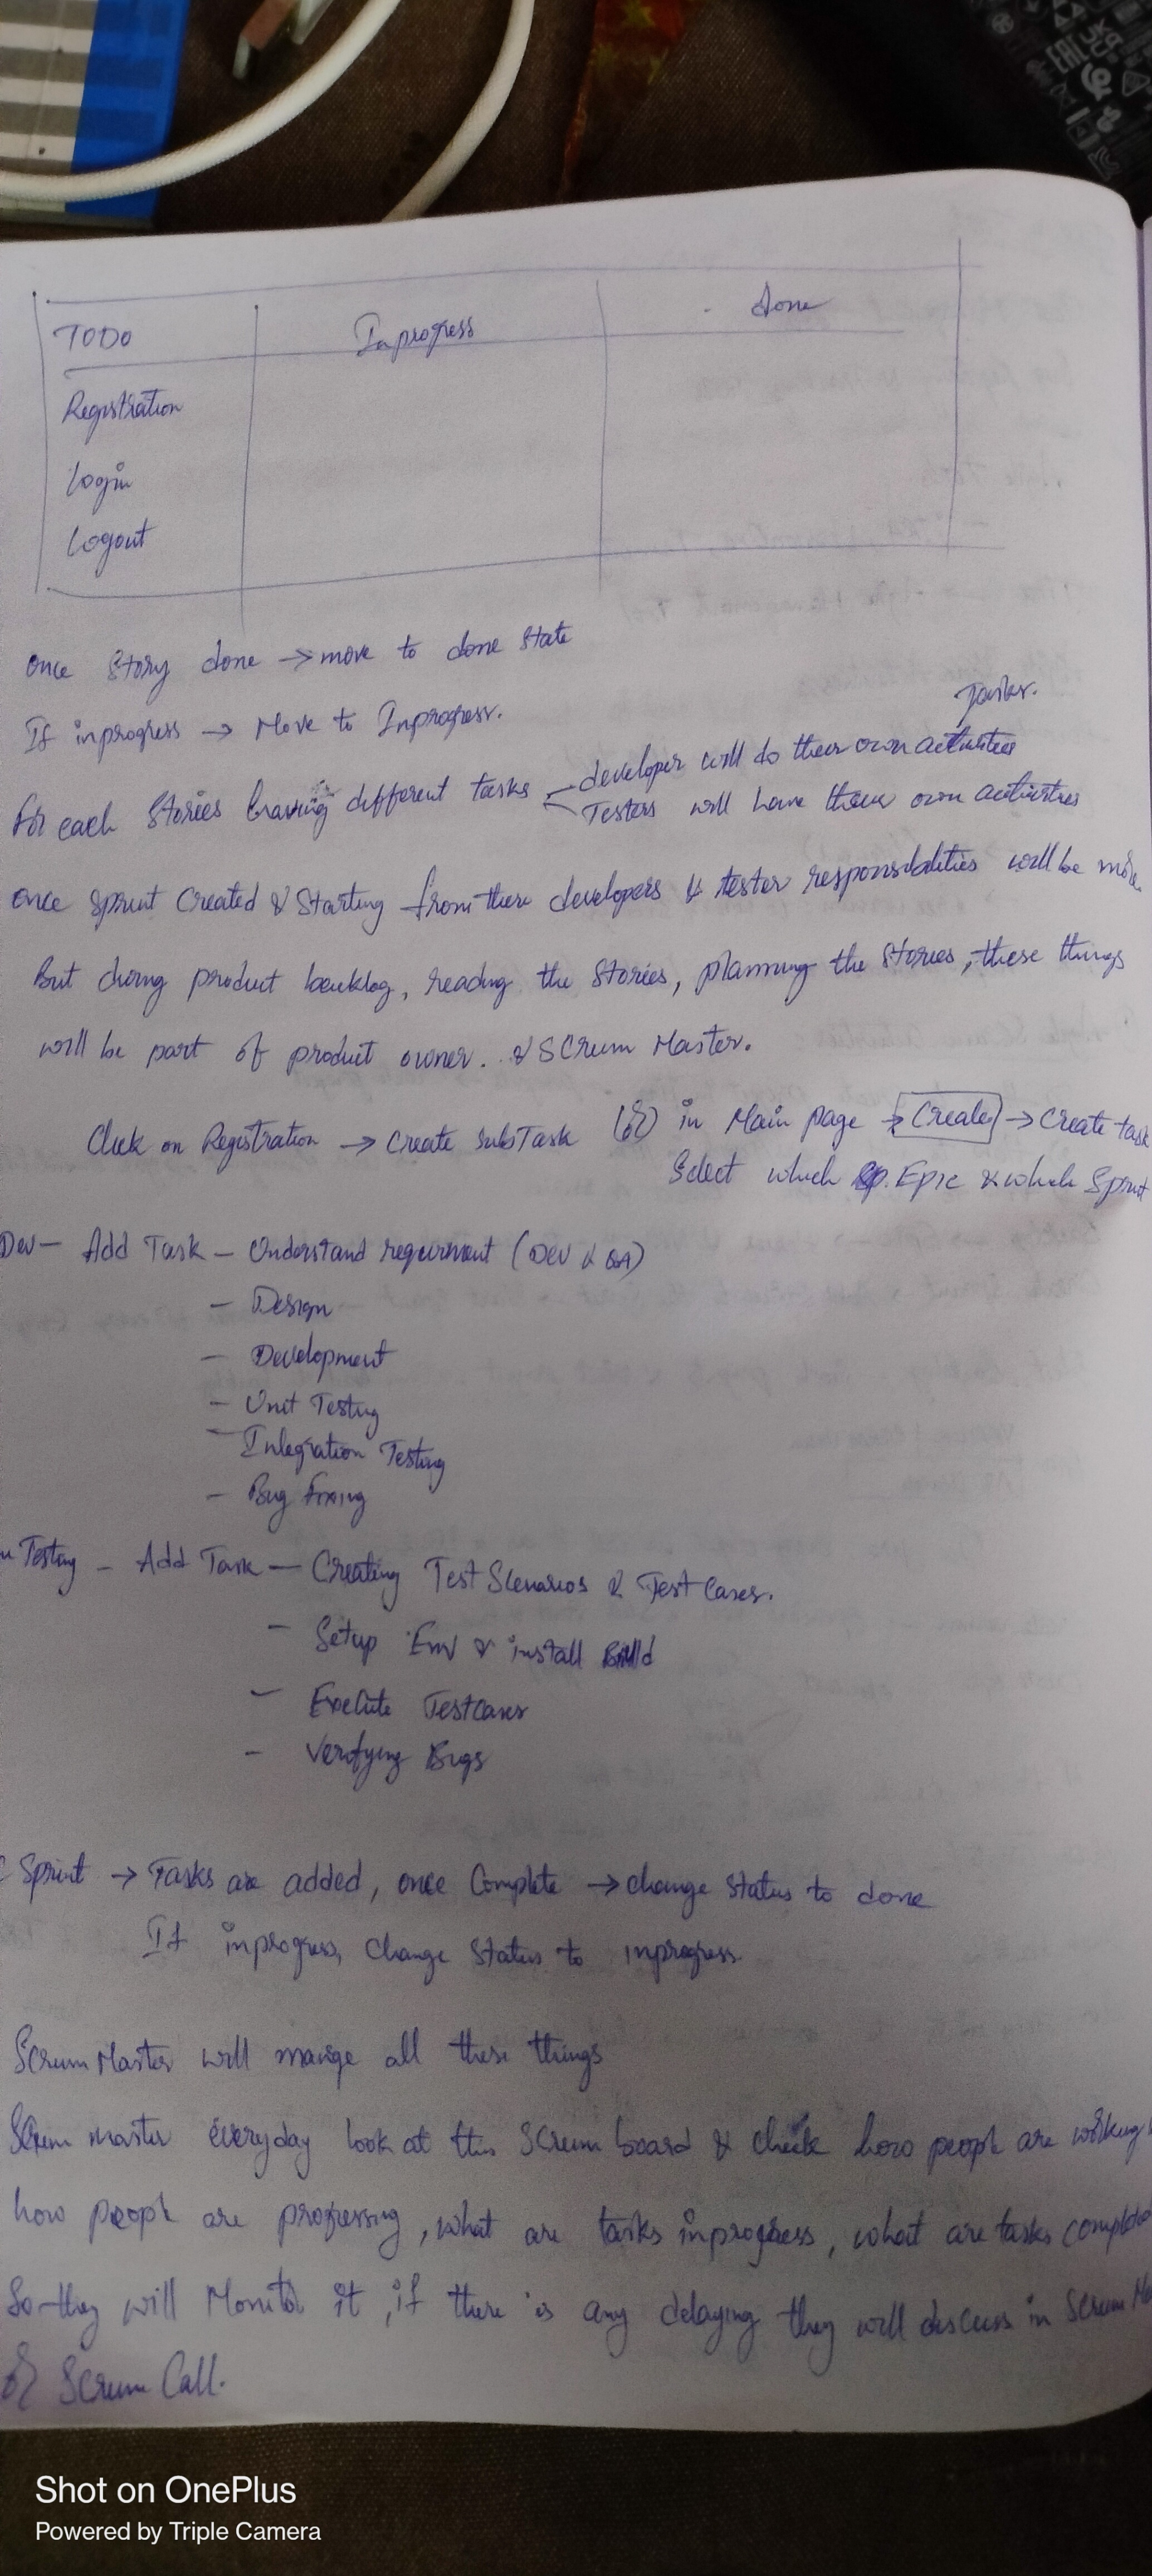 TODO Inprogress done
Registration
Login
Logout
once Story done → move to done state
If inprogress → Move to Inprogress.
Tasks.
for each Stories having different tasks developer will do their own activities
Testers will have their own activities
once sprint Created & Starting from there developers & tester responsibilities will be more
But during product backlog, reading the Stories, planning the Stories, these things
will be part of product owner. & SCrum Master.
Click on Registration → Create SubTask (or) in Main page → Create → Create task
Select which Epic & which Sprint
Dev - Add Task - Understand requirement (DEV & QA)
- Design
- Development
- Unit Testing
- Integration Testing
- Bug Fixing
Testing - Add Task - Creating Test Scenarios & Test Cases.
- Setup Env & install Build
- Execute Testcases
- Verifying Bugs
Sprint → Tasks are added, once Complete → change status to done
If inprogress, Change Status to inprogress
Scrum Master will manage all these things
Scrum master everyday look at this Scrum board & check how people are working
how people are progressing, what are tasks inprogress, what are tasks
So they will Monitor it, if there is any delaying they will discuss in Scrum
or Scrum Call.
Shot on OnePlus
Powered by Triple Camera